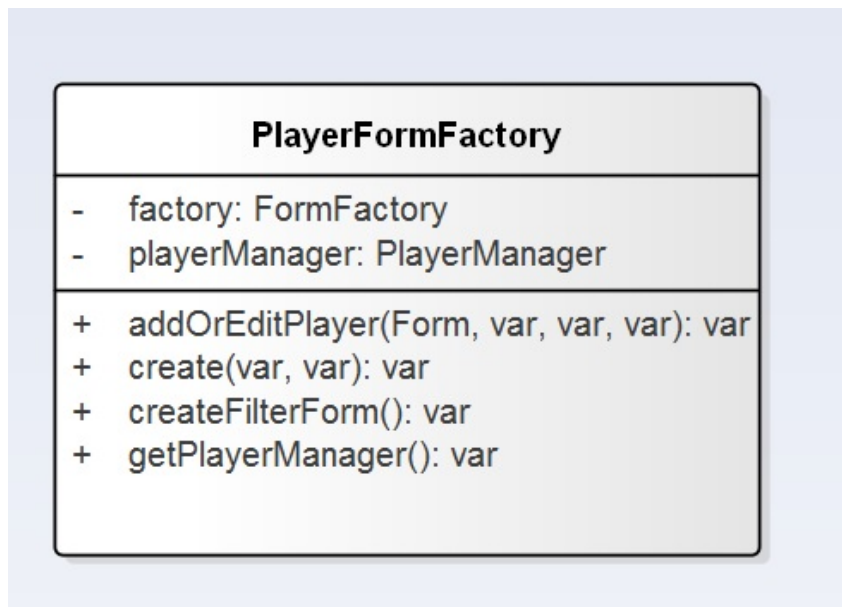 PlayerFormFactory
- factory: FormFactory
- playerManager: PlayerManager
+ addOrEditPlayer(Form, var, var, var): var
+ create(var, var): var
+ createFilterForm(): var
+ getPlayerManager(): var